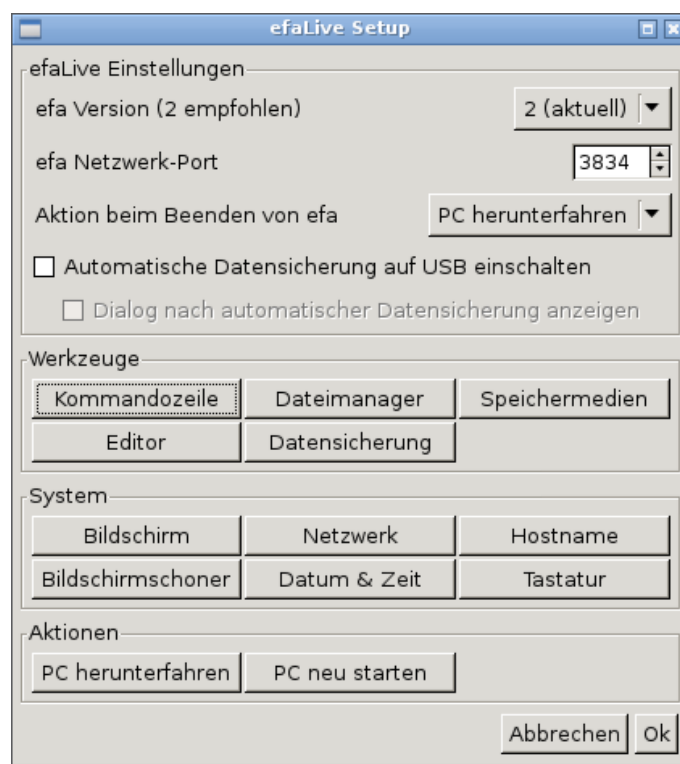 efaLive Setup
efaLive Einstellungen
efa Version (2 empfohlen) 2 (aktuell)
efa Netzwerk-Port 3834
Aktion beim Beenden von efa PC herunterfahren
Automatische Datensicherung auf USB einschalten
Dialog nach automatischer Datensicherung anzeigen
Werkzeuge
Kommandozeile Dateimanager Speichermedien
Editor Datensicherung
System
Bildschirm Netzwerk Hostname
Bildschirmschoner Datum & Zeit Tastatur
Aktionen
PC herunterfahren PC neu starten
Abbrechen Ok